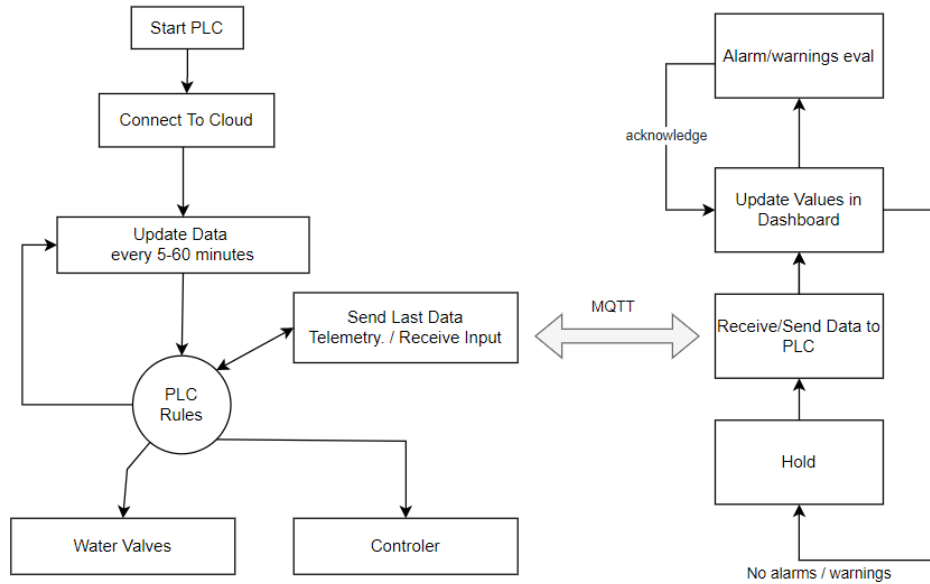 Start PLC
Connect To Cloud
Update Data
every 5-60 minutes
Send Last Data
Telemetry. / Receive Input
PLC
Rules
Water Valves
Controler
MQTT
Alarm/warnings eval
acknowledge
Update Values in
Dashboard
Receive/Send Data to
PLC
Hold
No alarms / warnings